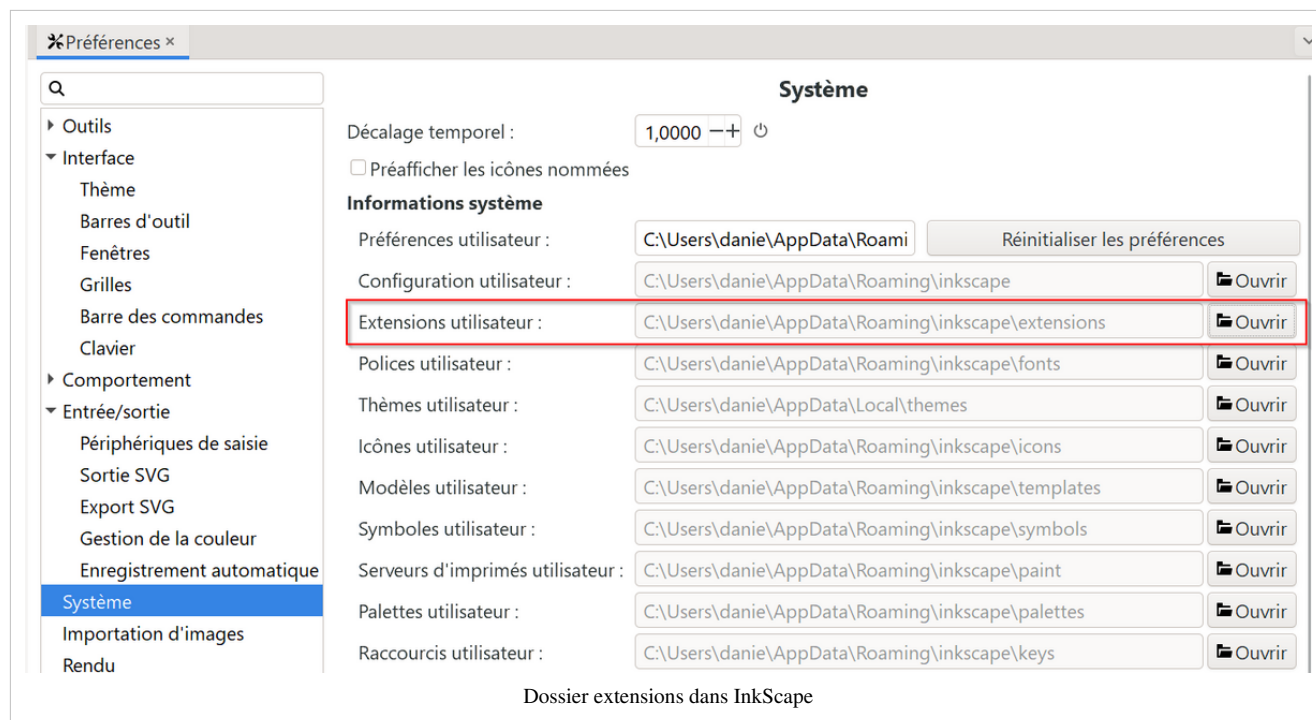 Préférences ×
Système
Outils
Décalage temporel : 1,0000
Interface
Préafficher les icônes nommées
Thème
Informations système
Barres d'outil
Préférences utilisateur : C:\Users\danie\AppData\Roami Réinitialiser les préférences
Fenêtres
Grilles
Configuration utilisateur : C:\Users\danie\AppData\Roaming\inkscape Ouvrir
Barre des commandes
Extensions utilisateur : C:\Users\danie\AppData\Roaming\inkscape\extensions Ouvrir
Clavier
Polices utilisateur : C:\Users\danie\AppData\Roaming\inkscape\fonts Ouvrir
Comportement
Thèmes utilisateur : C:\Users\danie\AppData\Local\themes Ouvrir
Entrée/sortie
Périphériques de saisie
Icônes utilisateur : C:\Users\danie\AppData\Roaming\inkscape\icons Ouvrir
Sortie SVG
Modèles utilisateur : C:\Users\danie\AppData\Roaming\inkscape\templates Ouvrir
Export SVG
Symboles utilisateur : C:\Users\danie\AppData\Roaming\inkscape\symbols Ouvrir
Gestion de la couleur
Enregistrement automatique
Serveurs d'imprimés utilisateur : C:\Users\danie\AppData\Roaming\inkscape\paint Ouvrir
Système
Palettes utilisateur : C:\Users\danie\AppData\Roaming\inkscape\palettes Ouvrir
Importation d'images
Raccourcis utilisateur : C:\Users\danie\AppData\Roaming\inkscape\keys Ouvrir
Rendu
Dossier extensions dans InkScape